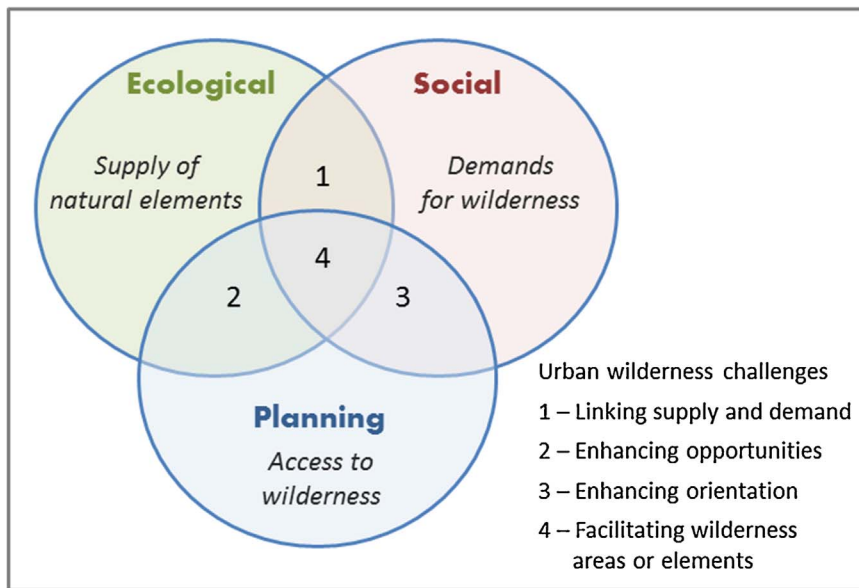 Ecological
Social
Supply of
natural elements
1
Demands
for wilderness
4
2
3
Planning
Access to
wilderness
Urban wilderness challenges
1 – Linking supply and demand
2 – Enhancing opportunities
3 – Enhancing orientation
4 – Facilitating wilderness
areas or elements